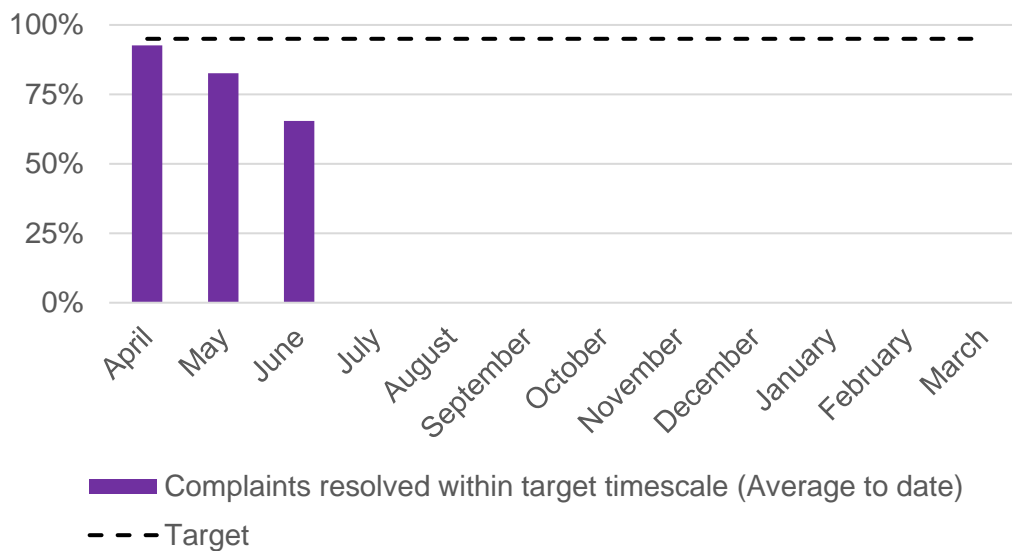 100%
75%
50%
25%
0%
April
May
June
July
August
September
October
November
December
January
February
March
Complaints resolved within target timescale (Average to date)
Target